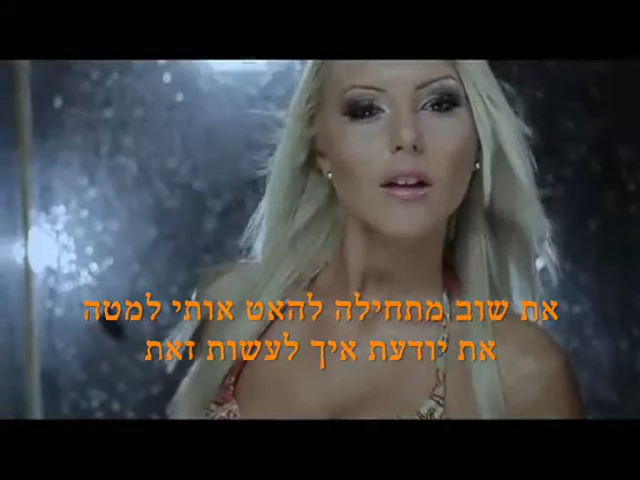 את שוב מתחילה להאט אותי למטה
את יודעת איך לעשות זאת